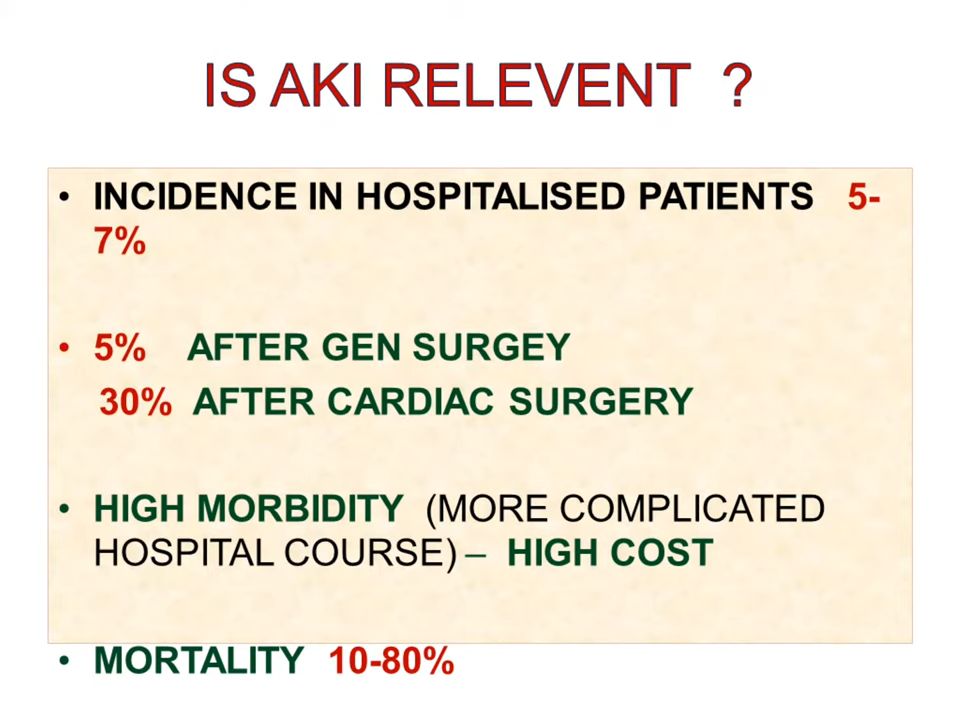 IS AKI RELEVENT ?
• INCIDENCE IN HOSPITALISED PATIENTS 5-
7%
• 5% AFTER GEN SURGEY
30% AFTER CARDIAC SURGERY
• HIGH MORBIDITY (MORE COMPLICATED
HOSPITAL COURSE) – HIGH COST
• MORTALITY 10-80%